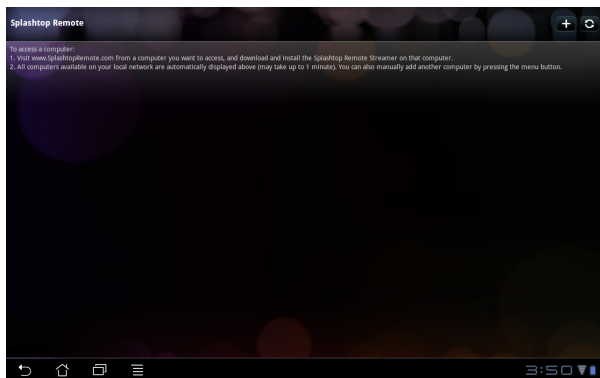 Splashtop Remote
To access a computer:
1. Visit www.SplashtopRemote.com from a computer you want to access, and download and install the Splashtop Remote Streamer on that computer.
2. All computers available on your local network are automatically displayed above (may take up to 1 minute). You can also manually add another computer by pressing the menu button.
3:50